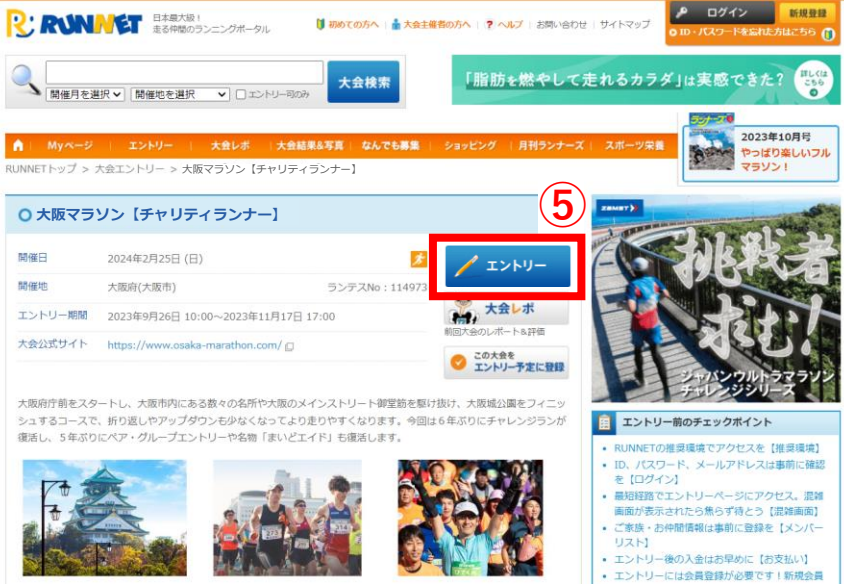 RUNNET
日本最大級!
走る仲間のランニングポータル
初めての方へ
大会主催者の方へ
ヘルプ
お問い合わせ
サイトマップ
ログイン
新規登録
ID・パスワードを忘れた方はこちら
開催月を選択
開催地を選択
エントリー可のみ
大会検索
「脂肪を燃やして走れるカラダ」は実感できた?
詳しくは
こちら
Myページ
エントリー
大会レポ
大会結果&写真
なんでも募集
ショッピング
月刊ランナーズ
スポーツ栄養
2023年10月号
やっぱり楽しいフル
マラソン!
RUNNETトップ > 大会エントリー > 大阪マラソン【チャリティランナー】
大阪マラソン【チャリティランナー】
⑤
開催日 2024年2月25日 (日)
エントリー
開催地 大阪府(大阪市) ランテスNo:114973
エントリー期間 2023年9月26日 10:00~2023年11月17日 17:00
大会レポ
前回大会のレポート&評価
大会公式サイト https://www.osaka-marathon.com/
この大会を
エントリー予定に登録
挑戦者
求む!
ジャパンウルトラマラソン
チャレンジシリーズ
大阪府庁前をスタートし、大阪市内にある数々の名所や大阪のメインストリート御堂筋を駆け抜け、大阪城公園をフィニッ
シュするコースで、折り返しやアップダウンも少なくなってより走りやすくなります。今回は6年ぶりにチャレンジランが
復活し、5年ぶりにペア・グループエントリーや名物「まいどエイド」も復活します。
エントリー前のチェックポイント
・RUNNETの推奨環境でアクセスを【推奨環境】
・ID、パスワード、メールアドレスは事前に確認
を【ログイン】
・最短経路でエントリーページにアクセス。混雑
画面が表示されたら焦らず待とう【混雑画面】
・ご家族・お仲間情報は事前に登録を【メンバー
リスト】
・エントリー後の入金はお早めに【お支払い】
・エントリーには会員登録が必要です!新規会員